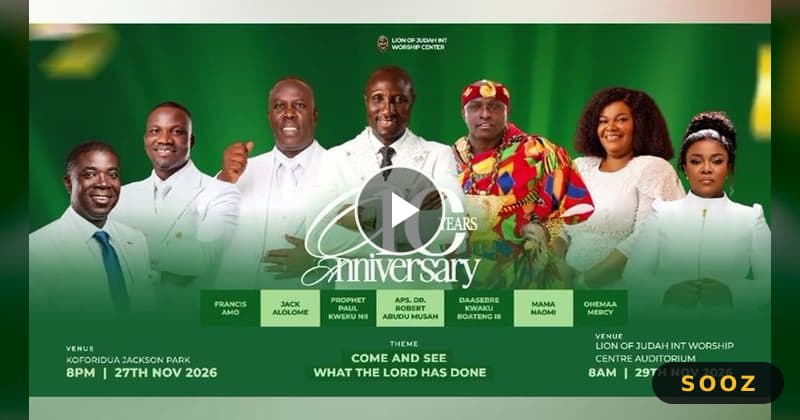 LION OF JUDAH INT
WORSHIP CENTER
YEARS
Anniversary
FRANCIS
AMO
JACK
ALOLOME
PROPHET
PAUL
KWEKU NII
APS. DR.
ROBERT
ABUDU MUSAH
DAASEBRE
KWAKU
BOATENG III
MAMA
NAOMI
OHEMAA
MERCY
VENUE
KOFORIDUA JACKSON PARK
8PM | 27TH NOV 2026
THEME
COME AND SEE
WHAT THE LORD HAS DONE
VENUE
LION OF JUDAH INT WORSHIP
CENTRE AUDITORIUM
8AM | 29TH NOV 2026
SOOZ